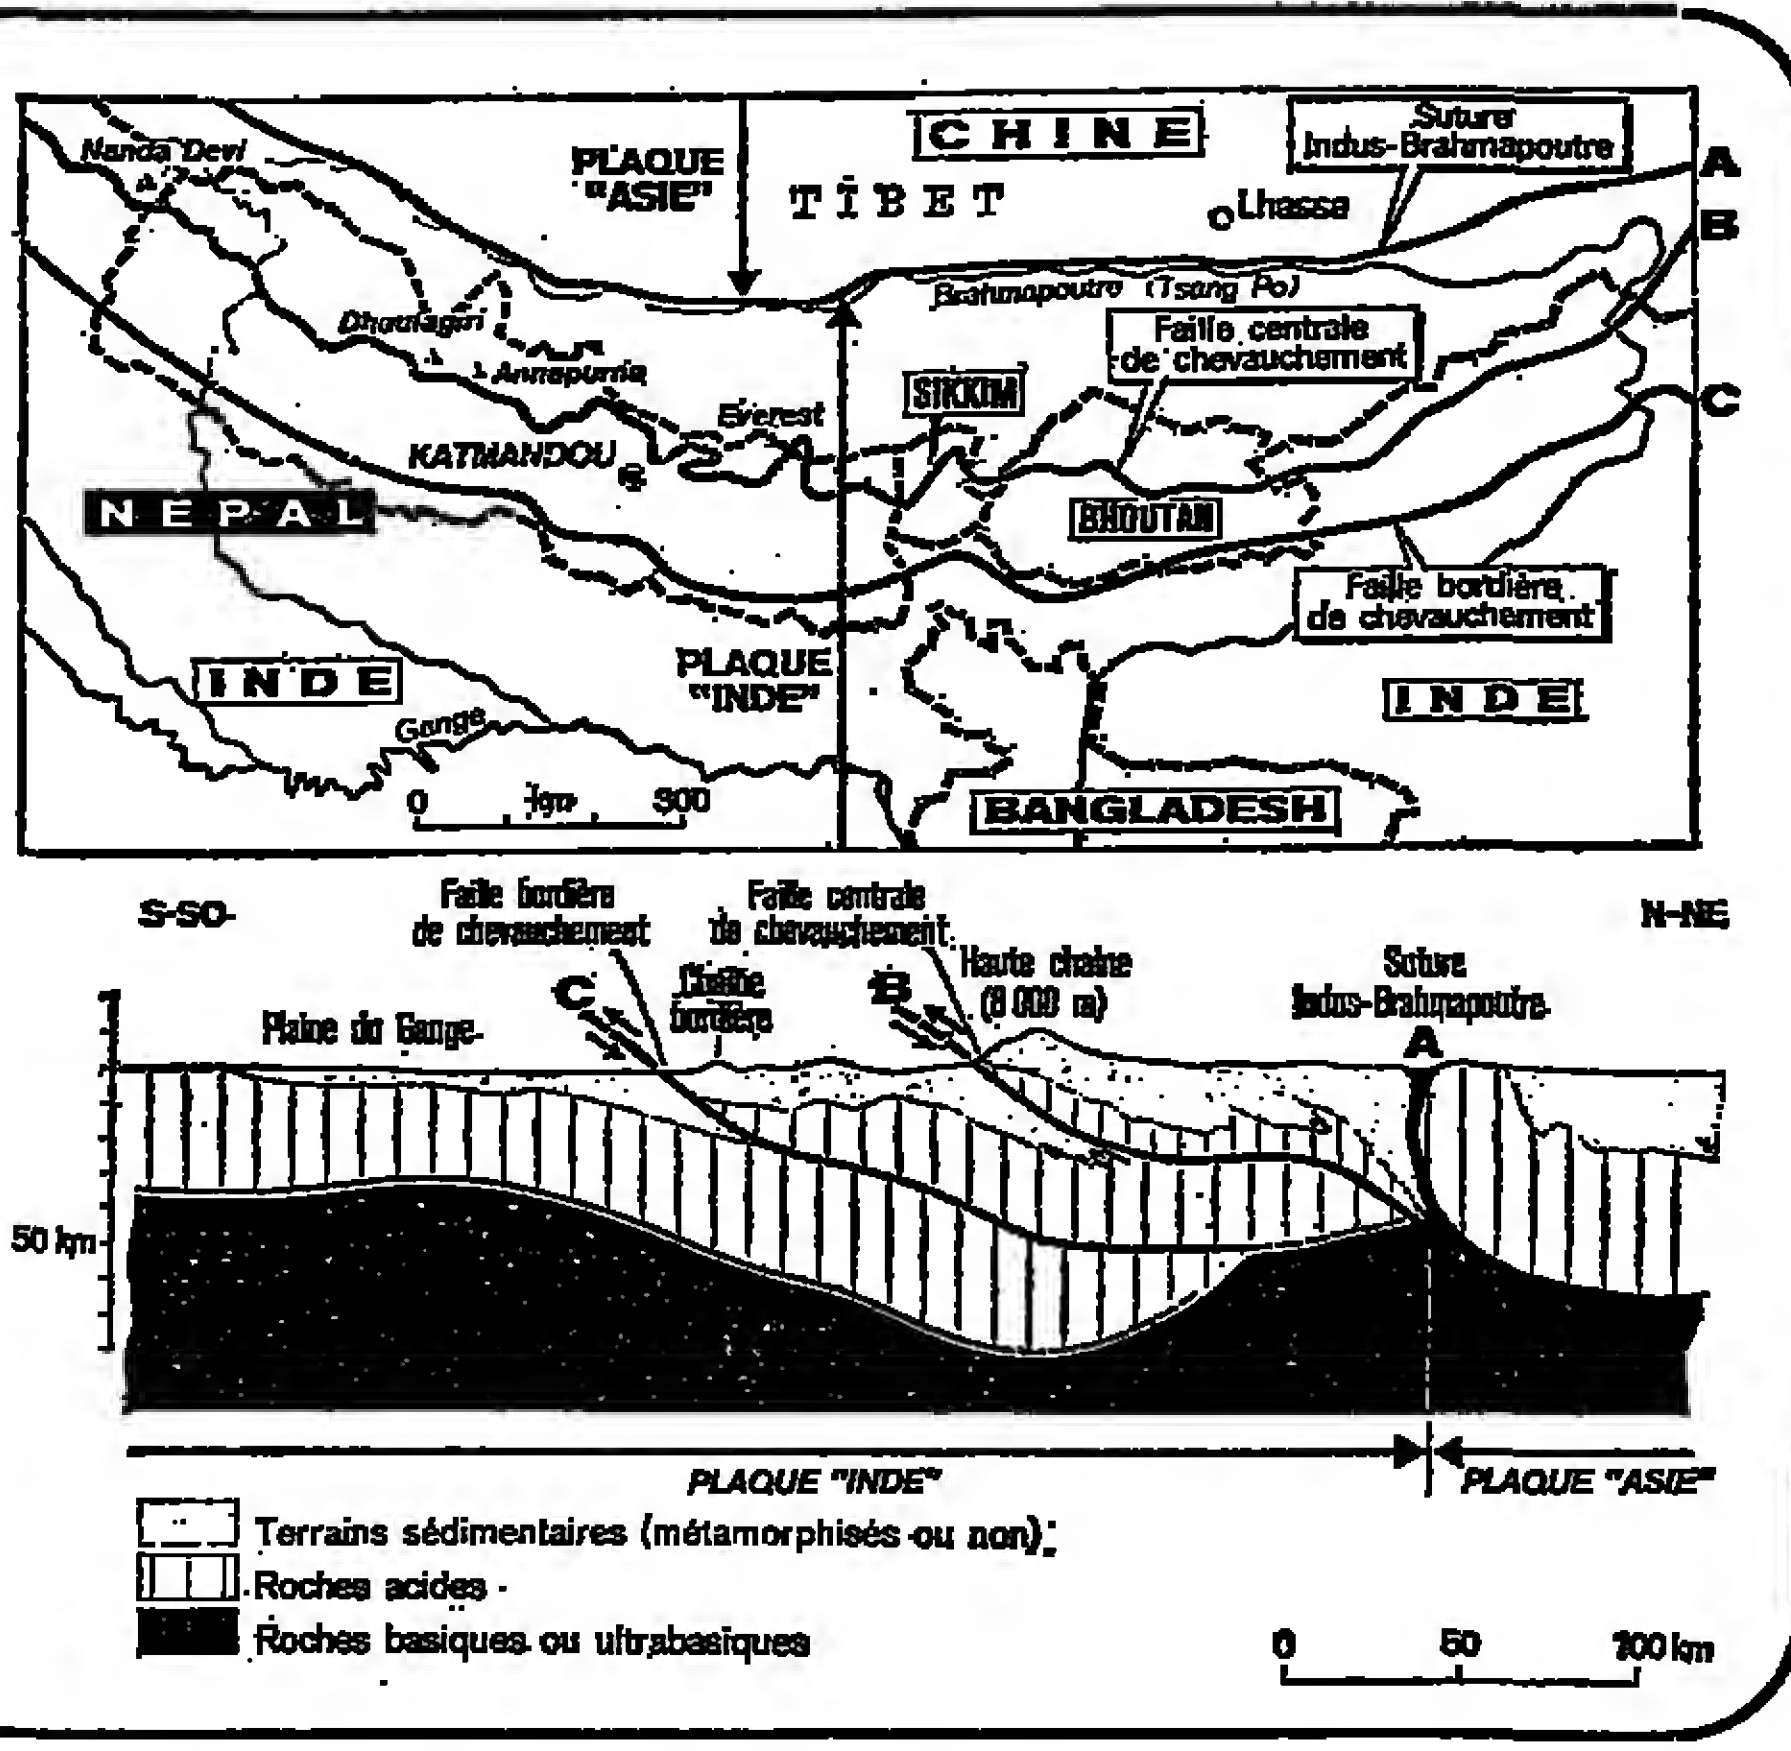 Nanda Devi
PLAQUE
"ASIE"
CHINE
TIBET
Lhassa
Suture
Indus-Brahmapoutre
A
B
Brahmapoutre (Tsang Po)
Dhoulagiri
Annapurna
Faille centrale
de chevauchement
SIKKIM
Everest
C
KATMANDOU
NEPAL
BHOUTAN
Faille bordière
de chevauchement
PLAQUE
"INDE"
INDE
INDE
Gange
0 km 300
BANGLADESH
S-SO
Faille bordière
de chevauchement
Faille centrale
de chevauchement
N-NE
C
Chaîne
bordière
B
Haute chaîne
(8 000 m)
Suture
Indus-Brahmapoutre
A
Plaine du Gange
50 km
PLAQUE "INDE"
PLAQUE "ASIE"
Terrains sédimentaires (métamorphisés ou non)
Roches acides
Roches basiques ou ultrabasiques
0 50 100 km